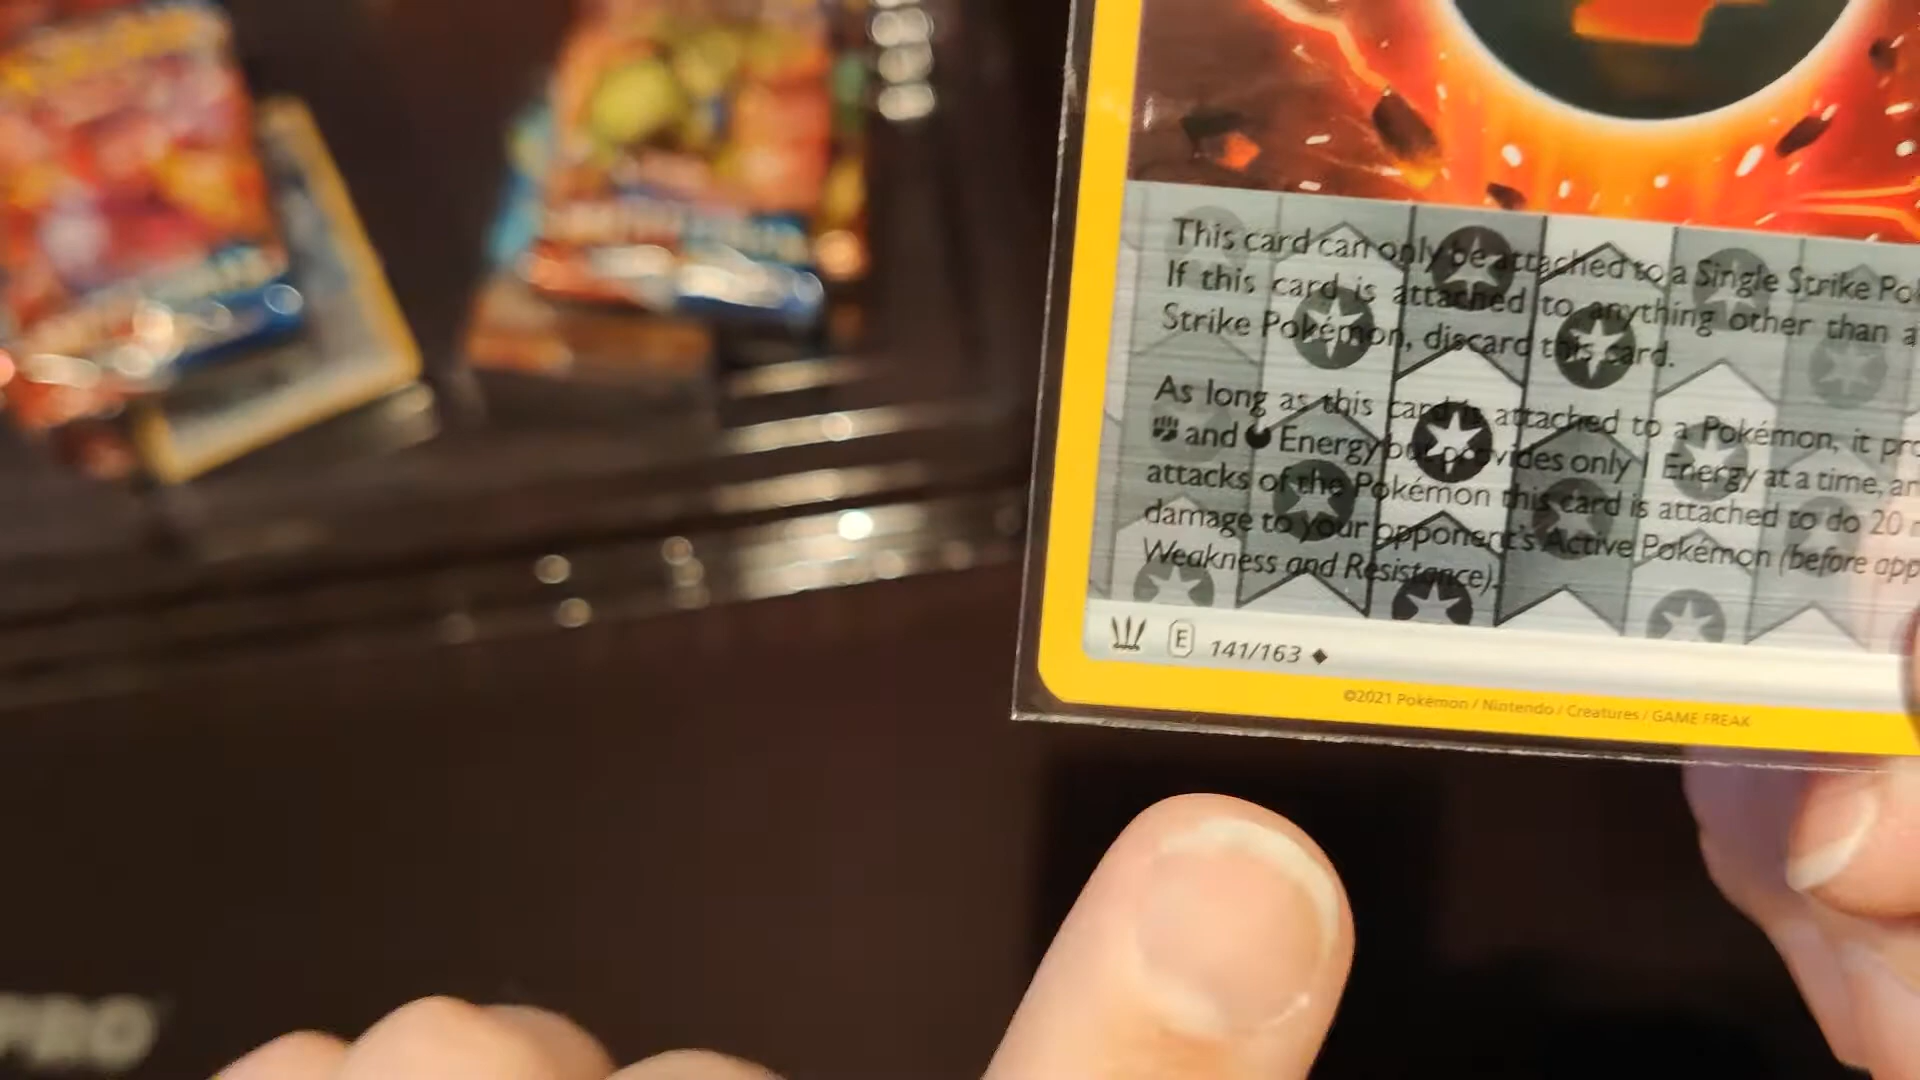 This card can only be attached to a Single Strike Po
If this card is attached to anything other than a
Strike Pokémon, discard this card.
As long as this card is attached to a Pokémon, it pro
and Energy but provides only 1 Energy at a time, an
attacks of the Pokémon this card is attached to do 20
damage to your opponent's Active Pokémon (before app
Weakness and Resistance).
E 141/163
©2021 Pokémon / Nintendo / Creatures / GAME FREAK
PRO